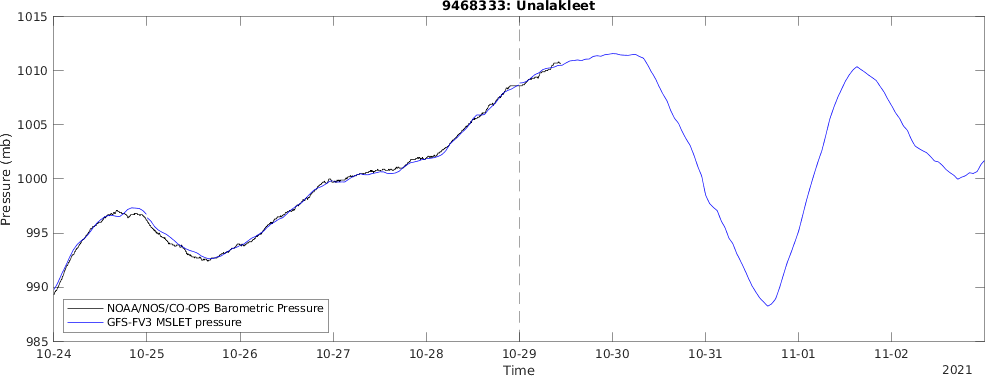 9468333: Unalakleet
1015
1010
1005
1000
995
990
985
Pressure (mb)
NOAA/NOS/CO-OPS Barometric Pressure
GFS-FV3 MSLET pressure
10-24 10-25 10-26 10-27 10-28 10-29 10-30 10-31 11-01 11-02
Time
2021